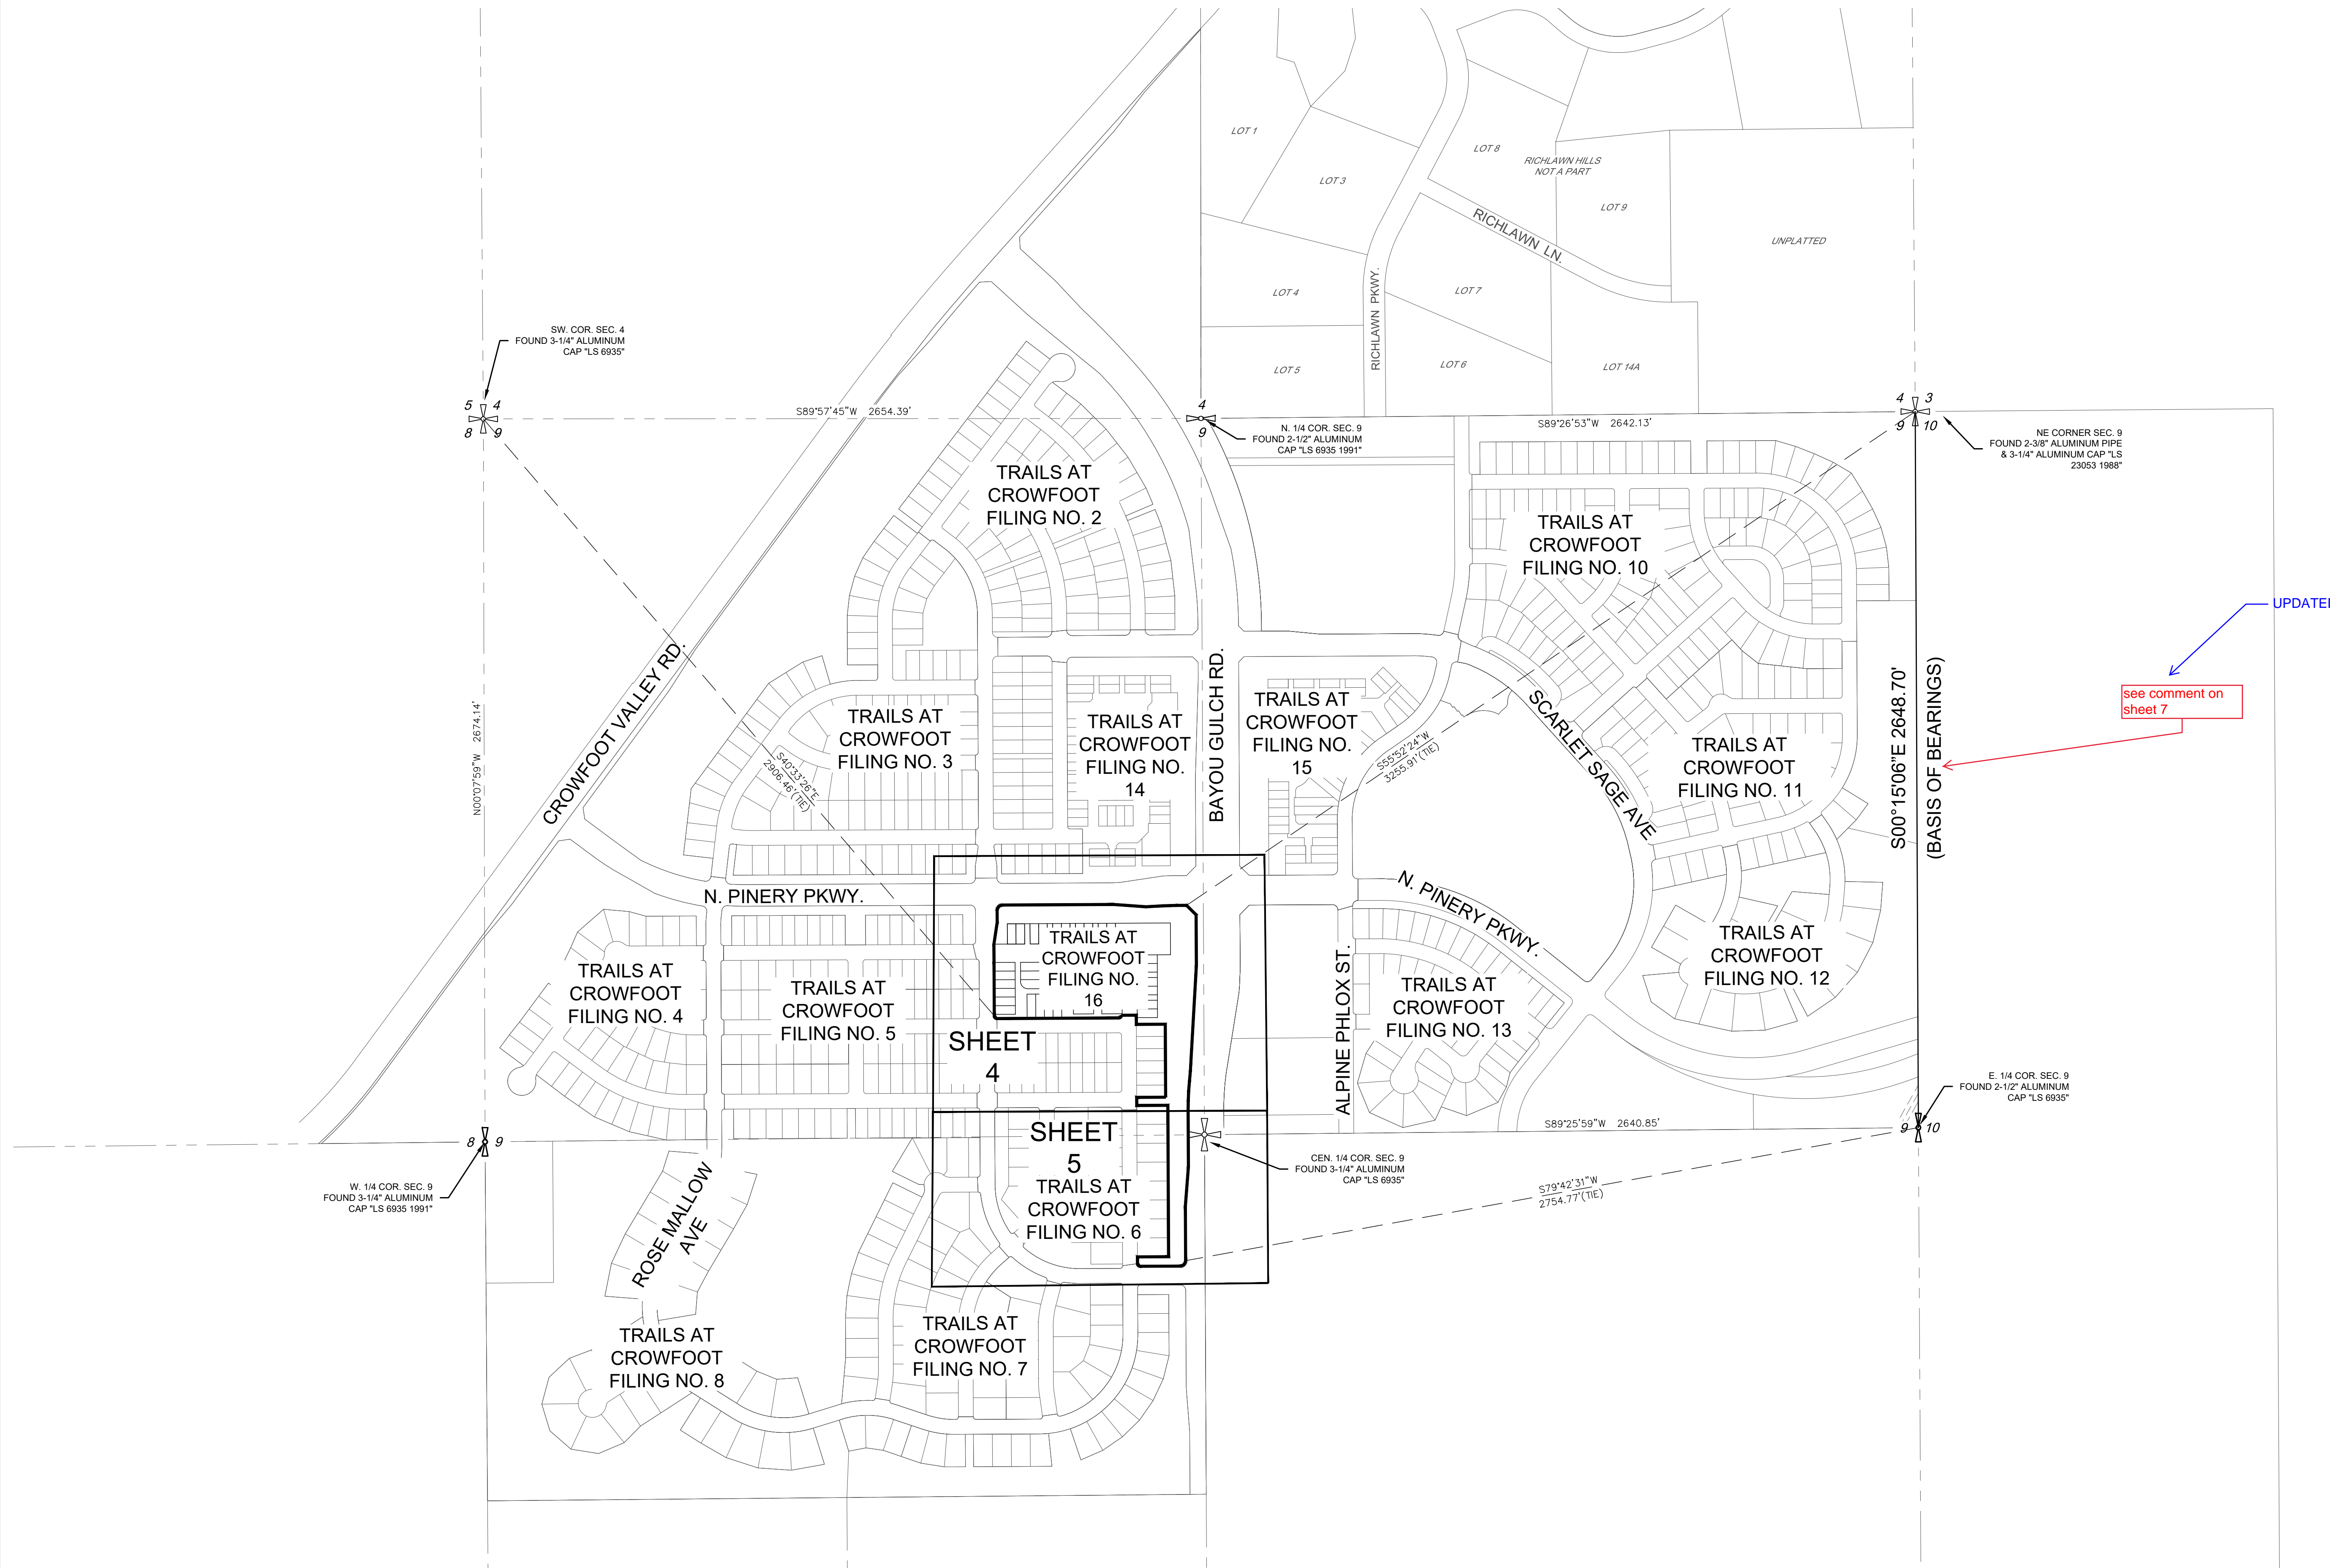 LOT 1
LOT 3
LOT 8
RICHLAWN HILLS
NOT A PART
LOT 9
RICHLAWN LN.
UNPLATTED
LOT 4
LOT 7
RICHLAWN PKWY.
LOT 5
LOT 6
LOT 14A
SW. COR. SEC. 4
FOUND 3-1/4" ALUMINUM
CAP "LS 6935"
5 4
8 9
S89°57'45"W 2654.39'
4
9
N. 1/4 COR. SEC. 9
FOUND 2-1/2" ALUMINUM
CAP "LS 6935 1991"
S89°26'53"W 2642.13'
4 3
9 10
NE CORNER SEC. 9
FOUND 2-3/8" ALUMINUM PIPE
& 3-1/4" ALUMINUM CAP "LS
23053 1988"
TRAILS AT
CROWFOOT
FILING NO. 2
TRAILS AT
CROWFOOT
FILING NO. 10
UPDATED
see comment on
sheet 7
N00°07'59"W 2674.14'
CROWFOOT VALLEY RD.
TRAILS AT
CROWFOOT
FILING NO. 3
S40°33'26"E
2906.46'(TIE)
TRAILS AT
CROWFOOT
FILING NO.
14
BAYOU GULCH RD.
TRAILS AT
CROWFOOT
FILING NO.
15
S55°52'24"W
3255.91'(TIE)
SCARLET SAGE AVE
TRAILS AT
CROWFOOT
FILING NO. 11
S00°15'06"E 2648.70'
(BASIS OF BEARINGS)
N. PINERY PKWY.
N. PINERY PKWY.
TRAILS AT
CROWFOOT
FILING NO. 4
TRAILS AT
CROWFOOT
FILING NO. 5
TRAILS AT
CROWFOOT
FILING NO.
16
SHEET
4
ALPINE PHLOX ST.
TRAILS AT
CROWFOOT
FILING NO. 13
TRAILS AT
CROWFOOT
FILING NO. 12
E. 1/4 COR. SEC. 9
FOUND 2-1/2" ALUMINUM
CAP "LS 6935"
8 9
W. 1/4 COR. SEC. 9
FOUND 3-1/4" ALUMINUM
CAP "LS 6935 1991"
SHEET
5
TRAILS AT
CROWFOOT
FILING NO. 6
CEN. 1/4 COR. SEC. 9
FOUND 3-1/4" ALUMINUM
CAP "LS 6935"
S89°25'59"W 2640.85'
9 10
S79°42'31"W
2754.77'(TIE)
ROSE MALLOW
AVE
TRAILS AT
CROWFOOT
FILING NO. 8
TRAILS AT
CROWFOOT
FILING NO. 7